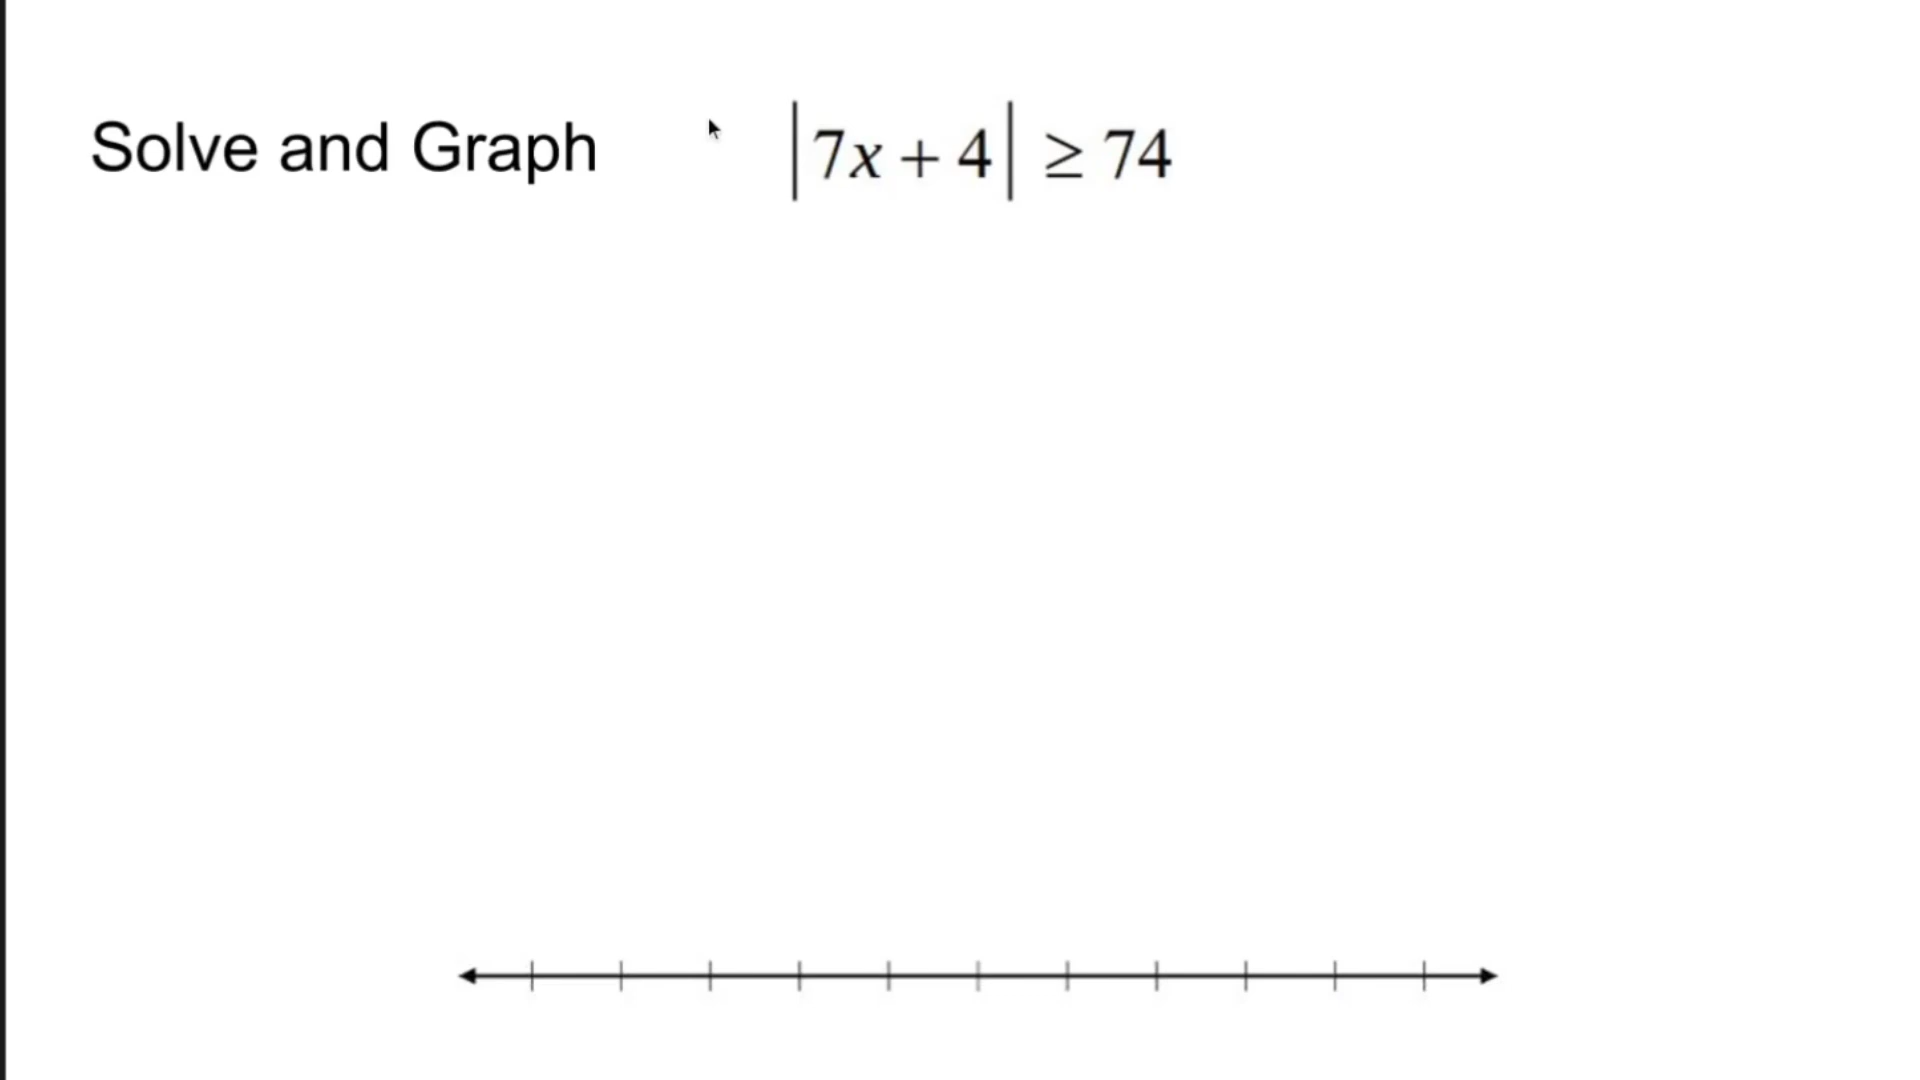 Solve and Graph |7x + 4| ≥ 74